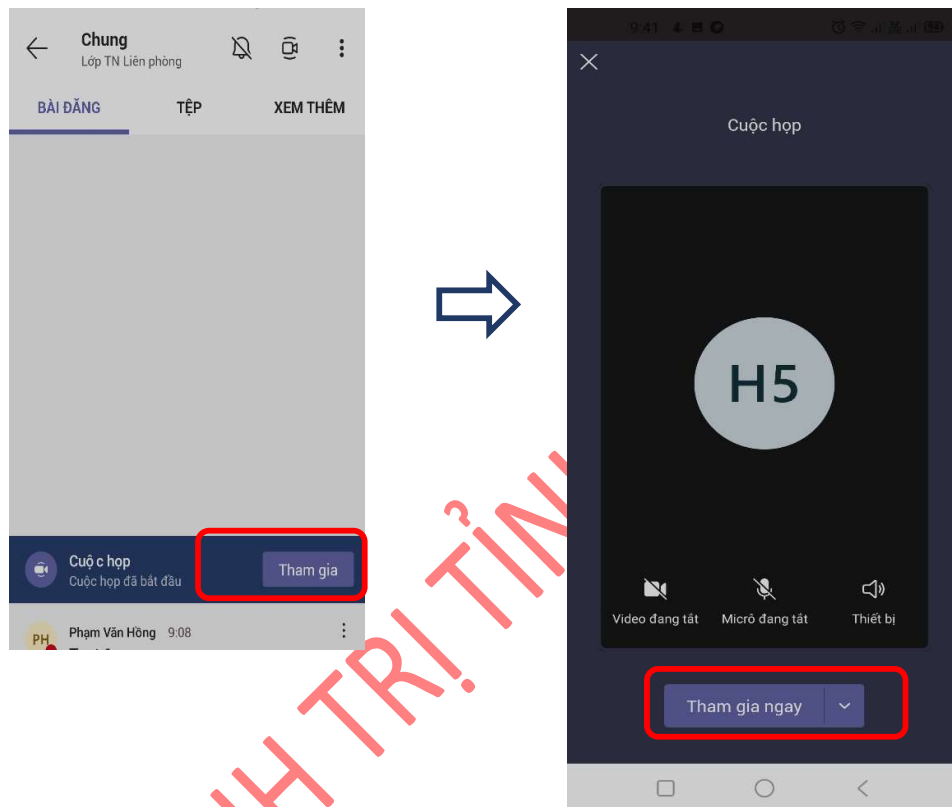 Chung
Lớp TN Liên phòng
BÀI ĐĂNG TỆP XEM THÊM
Cuộc họp
Cuộc họp đã bắt đầu
Tham gia
PH
Phạm Văn Hồng 9:08
9:41
Cuộc họp
H5
Video đang tắt Micrô đang tắt Thiết bị
Tham gia ngay
H TRỊ TỈN